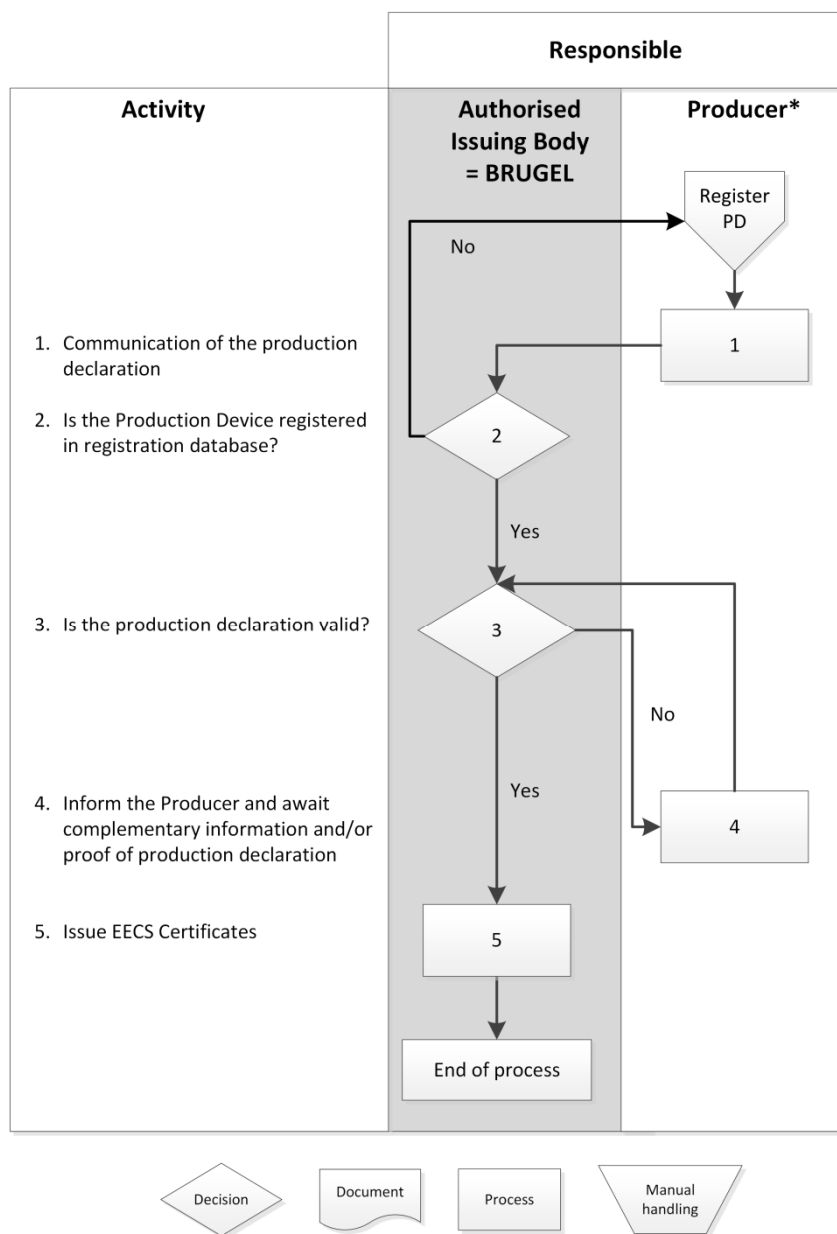 Responsible
Activity
Authorised
Issuing Body
= BRUGEL
Producer*
Register
PD
No
1. Communication of the production
declaration
1
2. Is the Production Device registered
in registration database?
2
Yes
3. Is the production declaration valid?
3
No
Yes
4. Inform the Producer and await
complementary information and/or
proof of production declaration
4
5. Issue EECS Certificates
5
End of process
Decision
Document
Process
Manual
handling